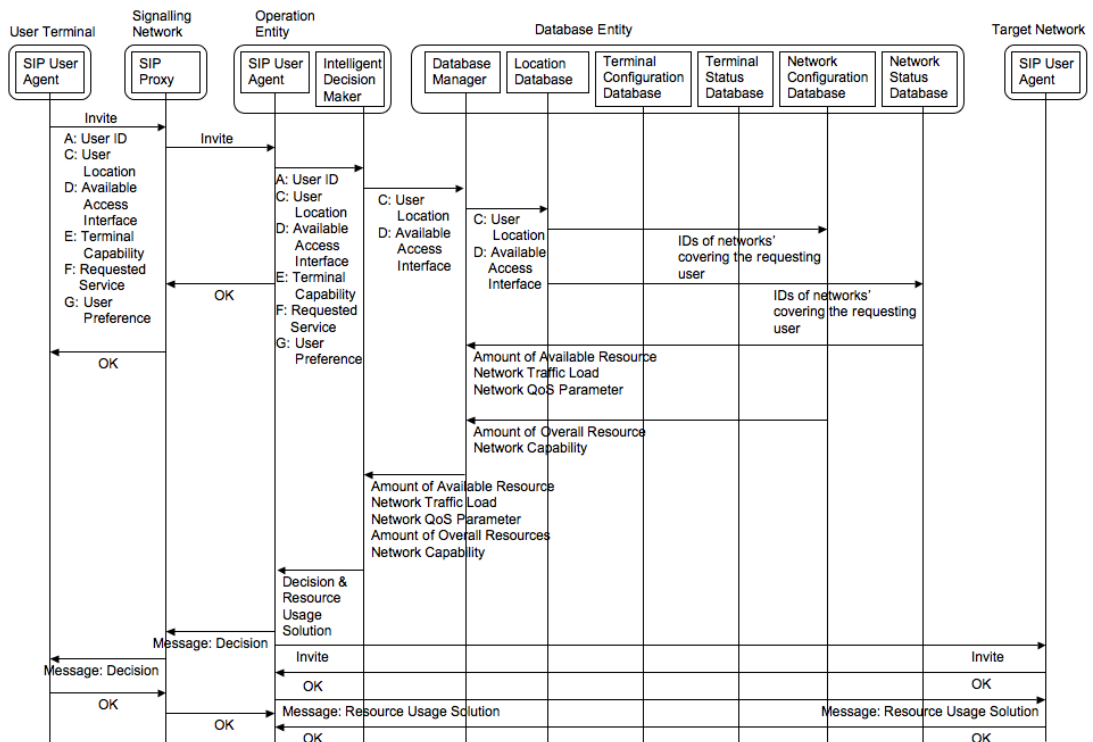 User Terminal
Signalling
Network
Operation
Entity
Database Entity
Target Network
SIP User
Agent
SIP
Proxy
SIP User
Agent
Intelligent
Decision
Maker
Database
Manager
Location
Database
Terminal
Configuration
Database
Terminal
Status
Database
Network
Configuration
Database
Network
Status
Database
SIP User
Agent
Invite
A: User ID
C: User
Location
D: Available
Access
Interface
E: Terminal
Capability
F: Requested
Service
G: User
Preference
OK
Invite
OK
A: User ID
C: User
Location
D: Available
Access
Interface
E: Terminal
Capability
F: Requested
Service
G: User
Preference
C: User
Location
D: Available
Access
Interface
C: User
Location
D: Available
Access
Interface
IDs of networks'
covering the requesting
user
IDs of networks'
covering the requesting
user
Amount of Available Resource
Network Traffic Load
Network QoS Parameter
Amount of Overall Resource
Network Capability
Amount of Available Resource
Network Traffic Load
Network QoS Parameter
Amount of Overall Resources
Network Capability
Decision &
Resource
Usage
Solution
Message: Decision
Message: Decision
Invite
Invite
OK
OK
OK
Message: Resource Usage Solution
Message: Resource Usage Solution
OK
OK
OK